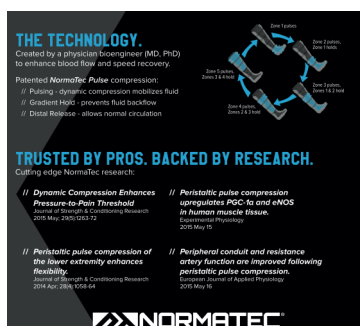 THE TECHNOLOGY.
Created by a physician bioengineer (MD, PhD)
to enhance blood flow and speed recovery.
Patented NormaTec Pulse compression:
// Pulsing - dynamic compression mobilizes fluid
// Gradient Hold - prevents fluid backflow
// Distal Release - allows normal circulation
Zone 1 pulses
Zone 2 pulses,
Zone 1 holds
Zone 3 pulses,
Zones 1 & 2 hold
Zone 4 pulses,
Zones 2 & 3 hold
Zone 5 pulses,
Zones 3 & 4 hold
TRUSTED BY PROS. BACKED BY RESEARCH.
Cutting edge NormaTec research:
// Dynamic Compression Enhances
Pressure-to-Pain Threshold
Journal of Strength & Conditioning Research
2015 May. 29(5):1263-72
// Peristaltic pulse compression
upregulates PGC-1a and eNOS
in human muscle tissue.
Experimental Physiology
2015 May 15
// Peristaltic pulse compression of
the lower extremity enhances
flexibility.
Journal of Strength & Conditioning Research
2014 Apr; 28(4):1058-64
// Peripheral conduit and resistance
artery function are improved following
peristaltic pulse compression.
European Journal of Applied Physiology
2015 May 16
NORMATEC®